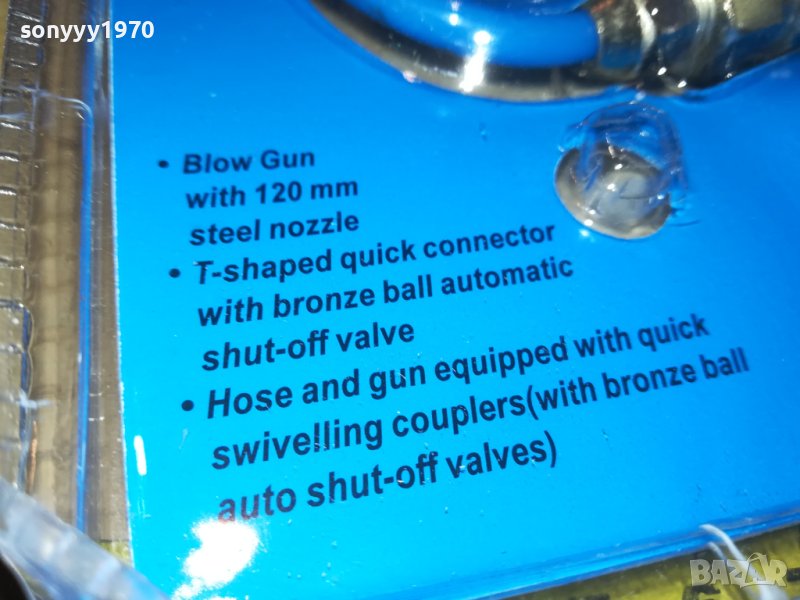 sonyyy1970
• Blow Gun
with 120 mm
steel nozzle
• T-shaped quick connector
with bronze ball automatic
shut-off valve
• Hose and gun equipped with quick
swivelling couplers(with bronze ball
auto shut-off valves)
BAZAR